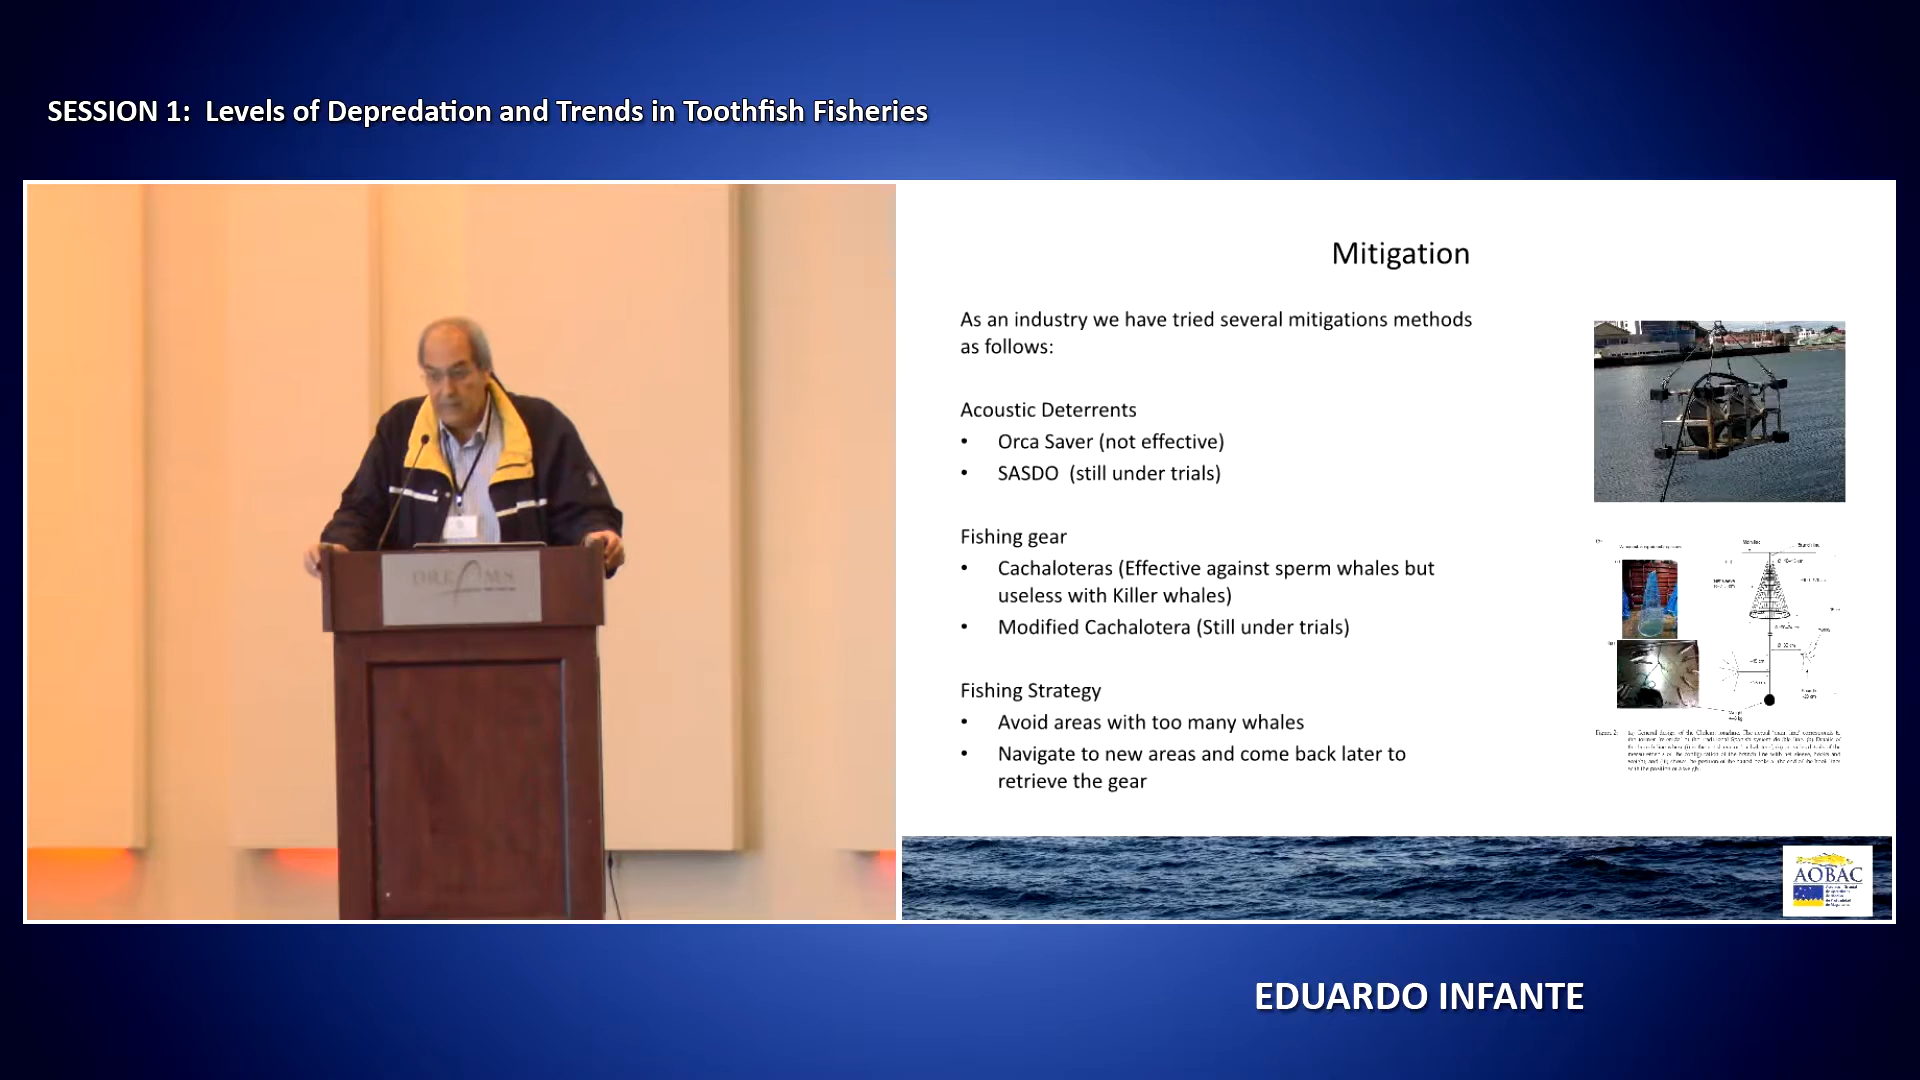 SESSION 1: Levels of Depredation and Trends in Toothfish Fisheries
DREAMS
Mitigation
As an industry we have tried several mitigations methods
as follows:
Acoustic Deterrents
• Orca Saver (not effective)
• SASDO (still under trials)
Fishing gear
• Cachaloteras (Effective against sperm whales but
useless with Killer whales)
• Modified Cachalotera (Still under trials)
Fishing Strategy
• Avoid areas with too many whales
• Navigate to new areas and come back later to
retrieve the gear
AOBAC
EDUARDO INFANTE